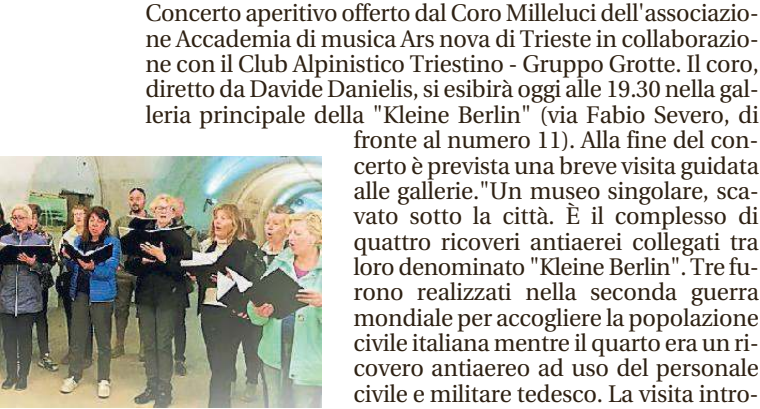 Concerto aperitivo offerto dal Coro Milleluci dell'associazio-
ne Accademia di musica Ars nova di Trieste in collaborazio-
ne con il Club Alpinistico Triestino - Gruppo Grotte. Il coro,
diretto da Davide Danielis, si esibirà oggi alle 19.30 nella gal-
leria principale della "Kleine Berlin" (via Fabio Severo, di
fronte al numero 11). Alla fine del con-
certo è prevista una breve visita guidata
alle gallerie."Un museo singolare, sca-
vato sotto la città. È il complesso di
quattro ricoveri antiaerei collegati tra
loro denominato "Kleine Berlin". Tre fu-
rono realizzati nella seconda guerra
mondiale per accogliere la popolazione
civile italiana mentre il quarto era un ri-
covero antiaereo ad uso del personale
civile e militare tedesco. La visita intro-